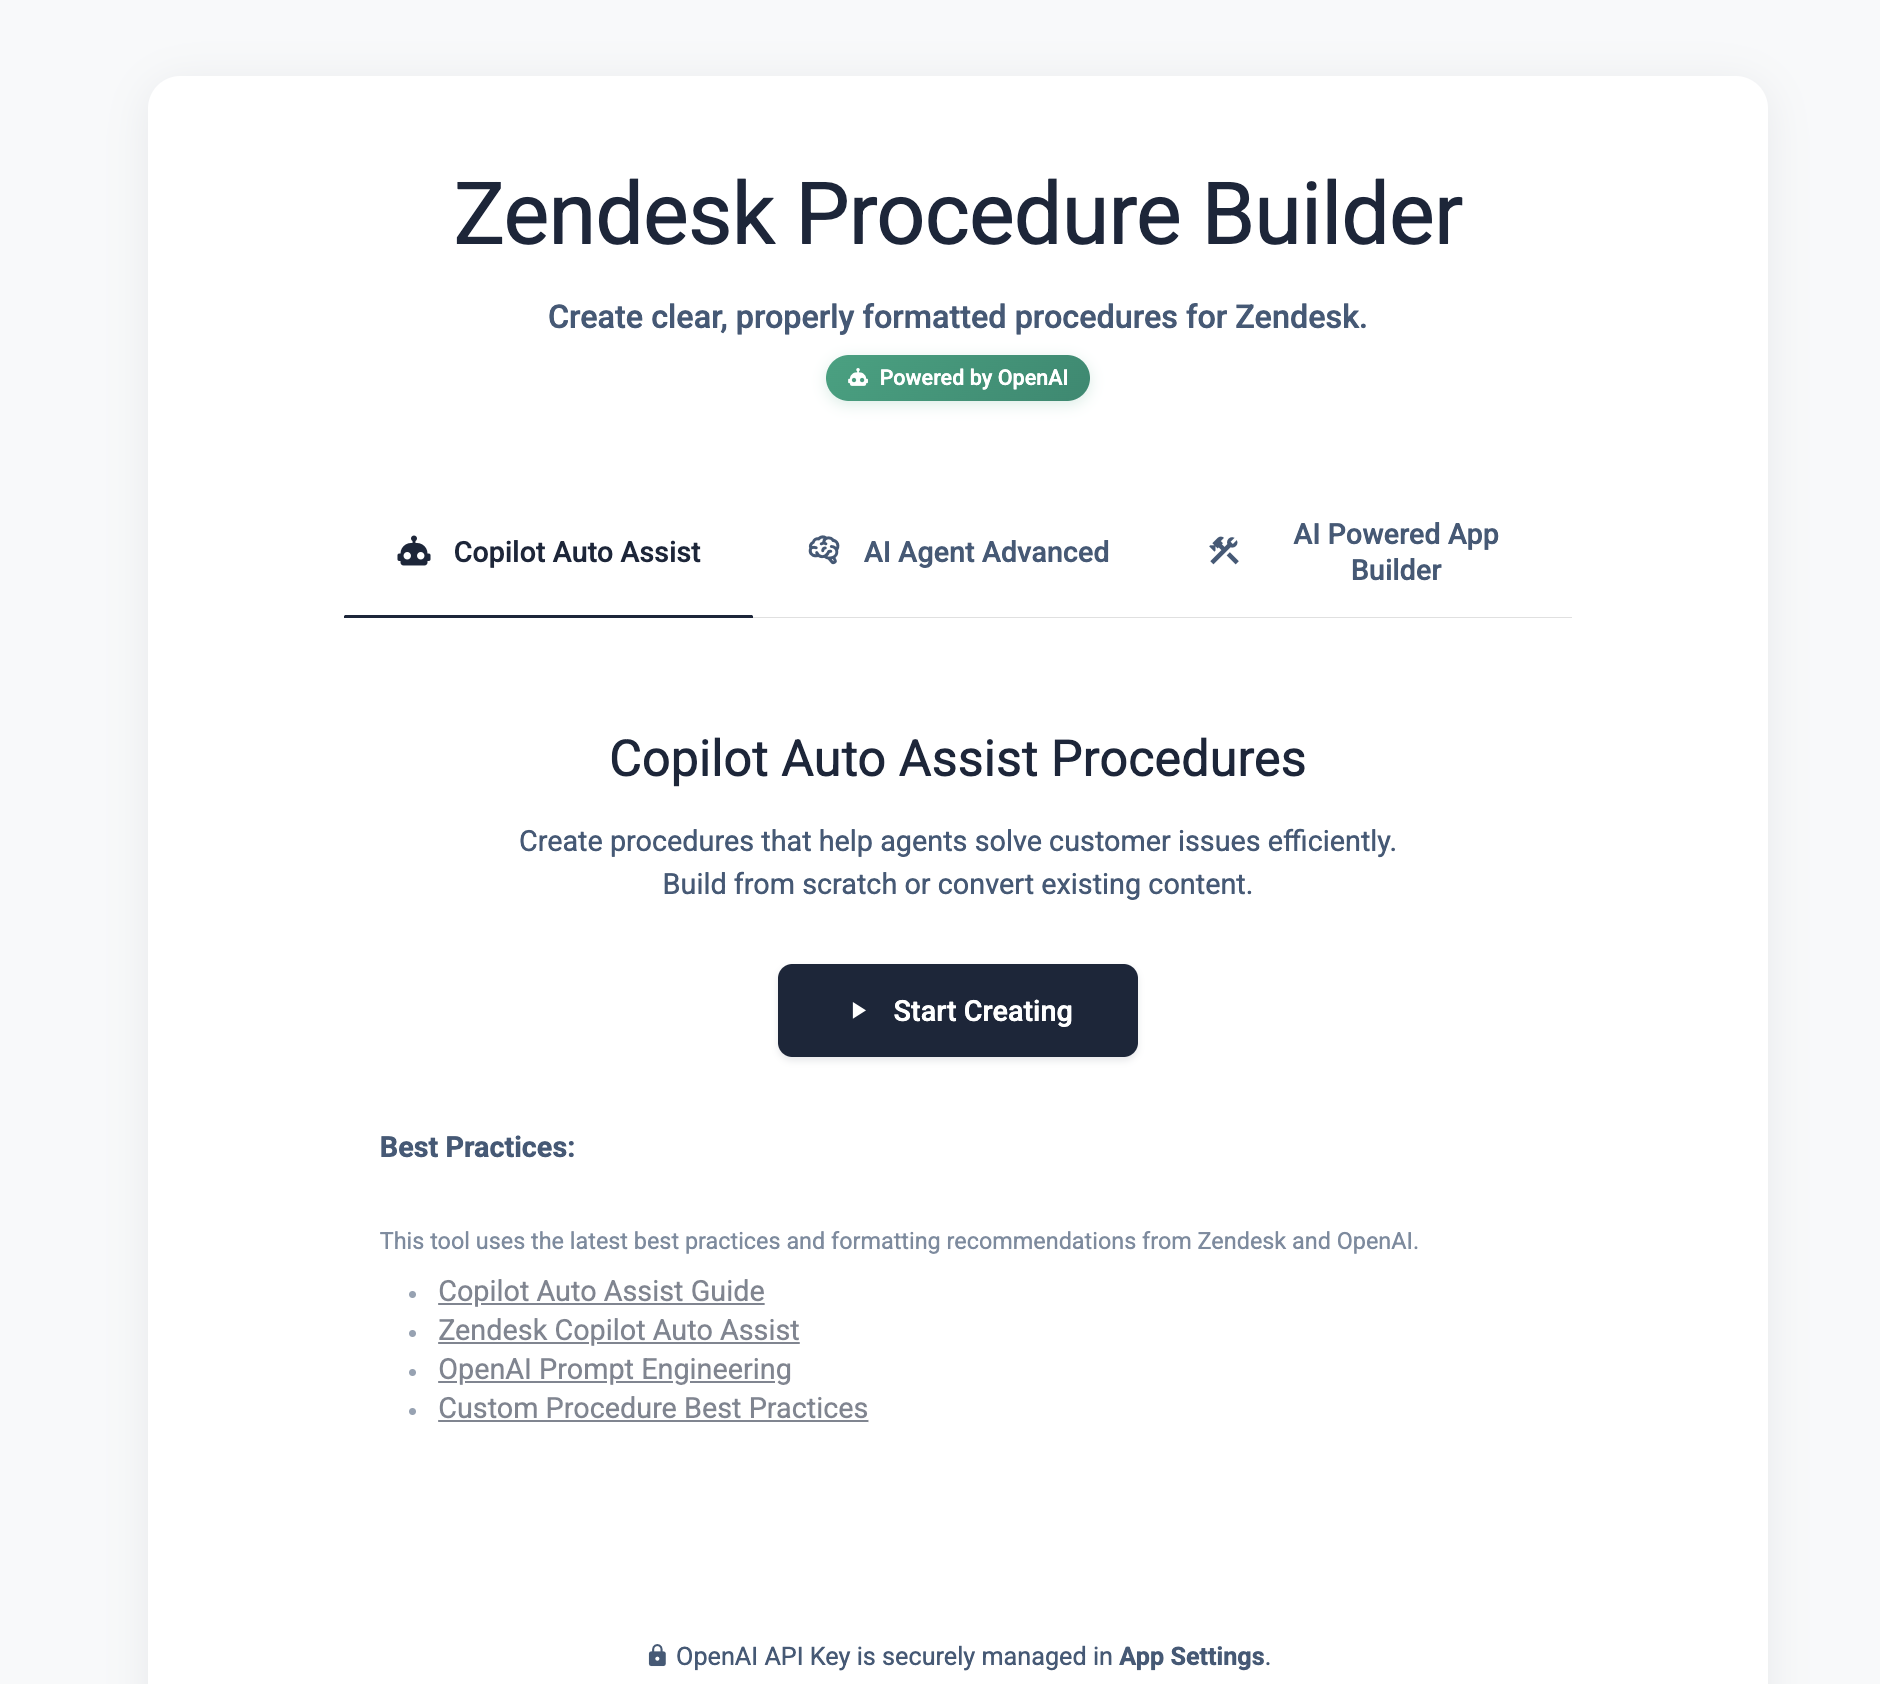 Zendesk Procedure Builder
Create clear, properly formatted procedures for Zendesk.
Powered by OpenAI
Copilot Auto Assist
AI Agent Advanced
AI Powered App
Builder
Copilot Auto Assist Procedures
Create procedures that help agents solve customer issues efficiently.
Build from scratch or convert existing content.
Start Creating
Best Practices:
This tool uses the latest best practices and formatting recommendations from Zendesk and OpenAI.
Copilot Auto Assist Guide
Zendesk Copilot Auto Assist
OpenAI Prompt Engineering
Custom Procedure Best Practices
OpenAI API Key is securely managed in App Settings.